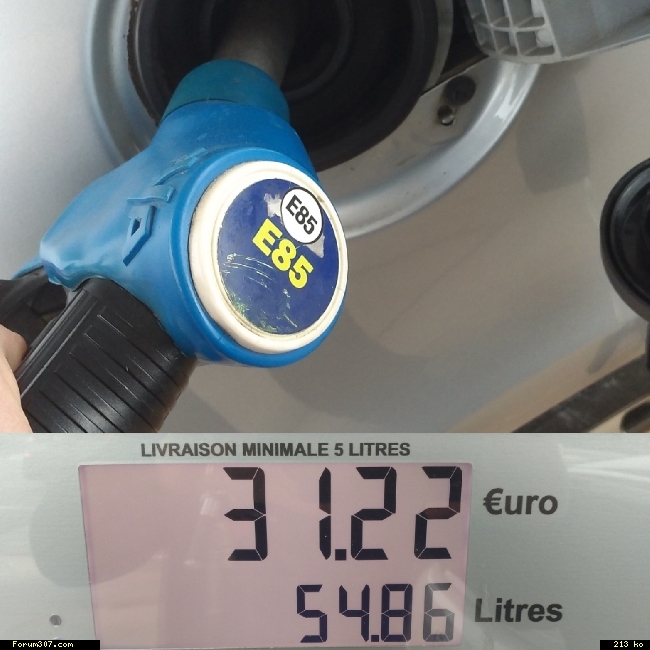 E85
E85
LIVRAISON MINIMALE 5 LITRES
31.22 €uro
54.86 Litres
Forum307.com
213 ko